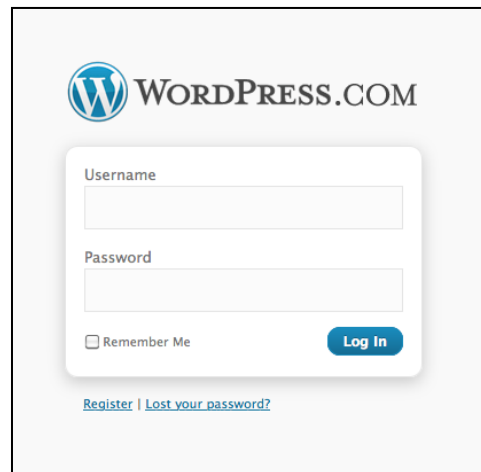 WORDPRESS.COM
Username
Password
Remember Me
Log In
Register | Lost your password?